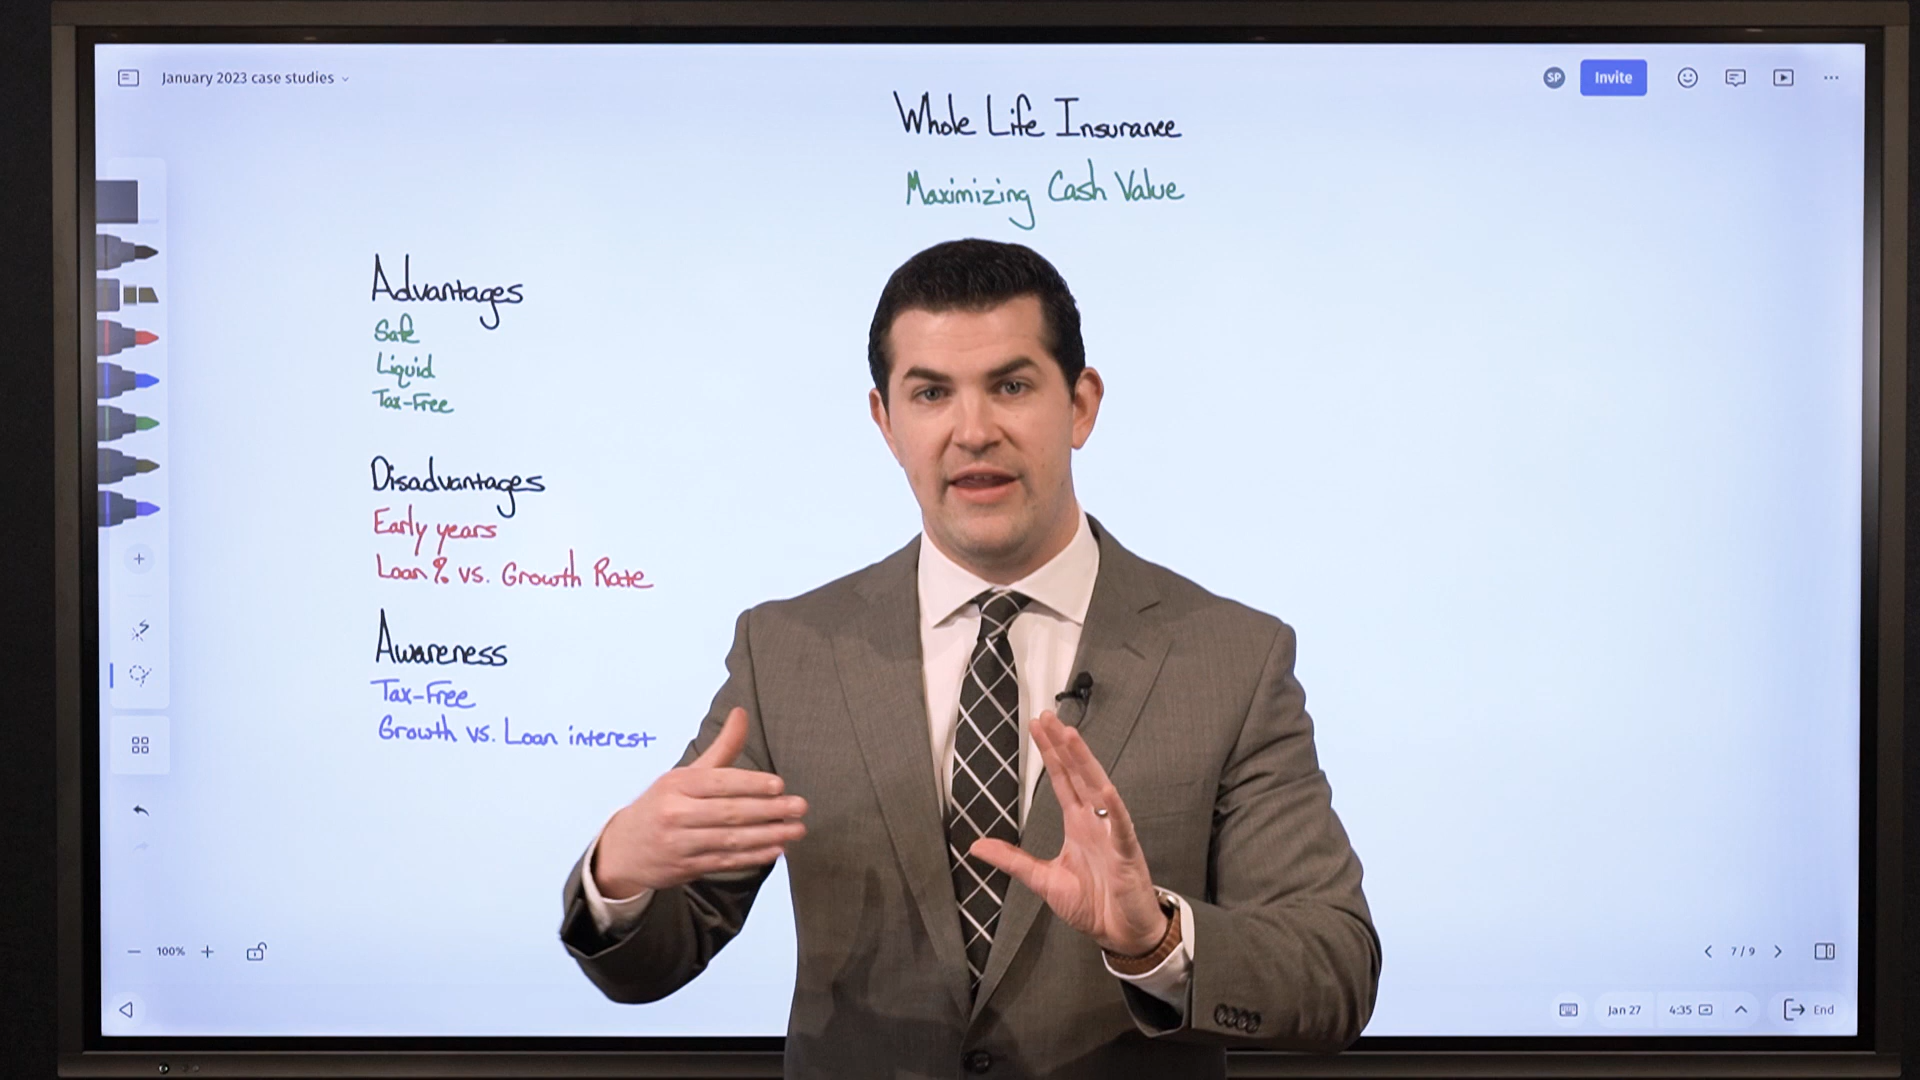 January 2023 case studies
SP
Invite
Whole Life Insurance
Maximizing Cash Value
Advantages
Safe
Liquid
Tax-Free
Disadvantages
Early years
Loan % vs. Growth Rate
Awareness
Tax-Free
Growth vs. Loan interest
100%
7/9
Jan 27
4:35
End